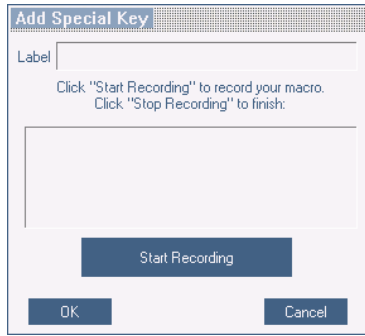 Add Special Key
Label
Click "Start Recording" to record your macro.
Click "Stop Recording" to finish:
Start Recording
OK Cancel